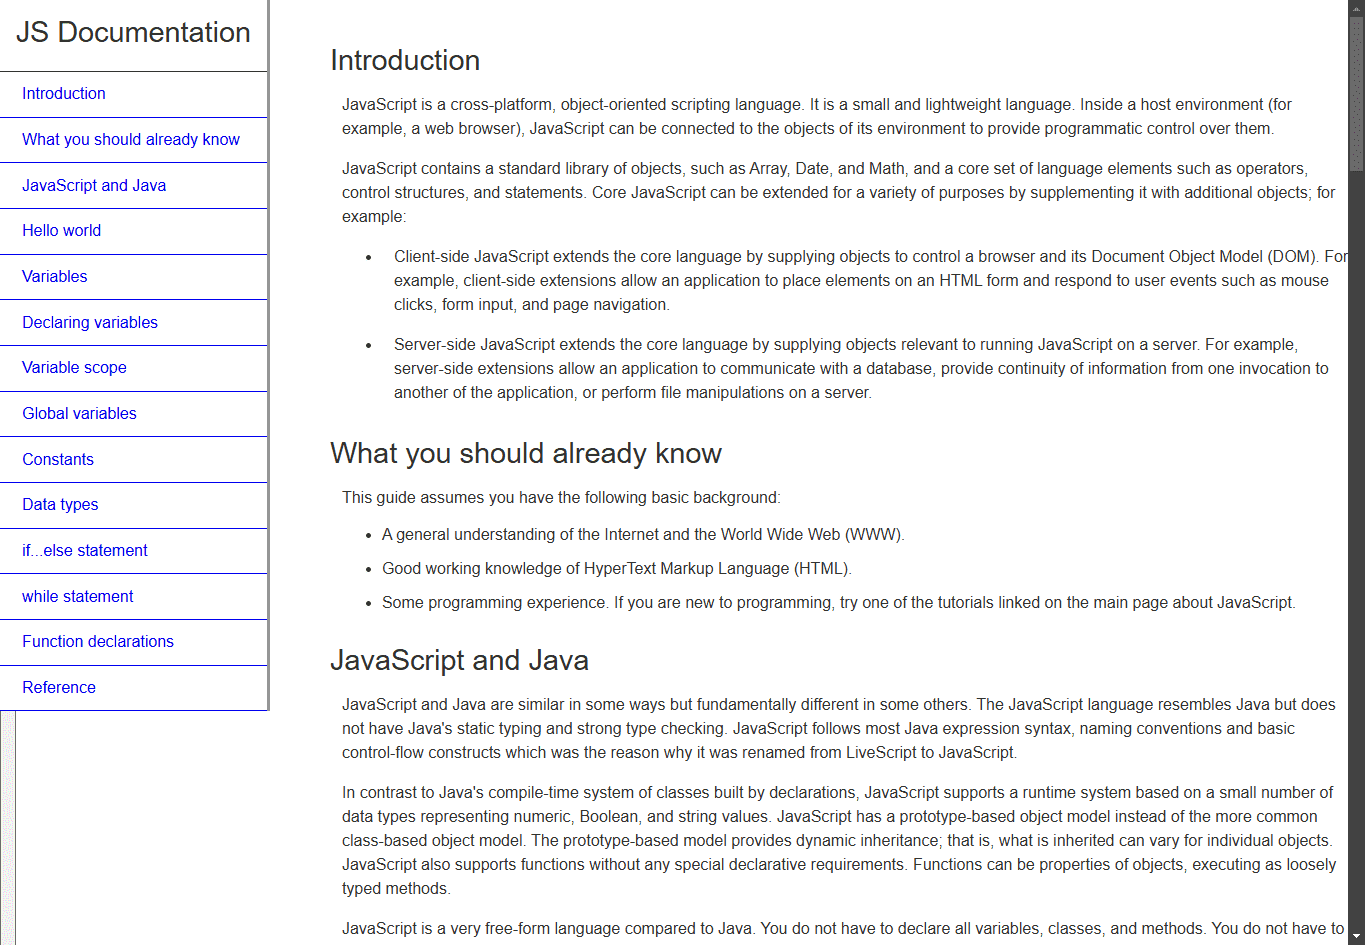 JS Documentation
Introduction
What you should already know
JavaScript and Java
Hello world
Variables
Declaring variables
Variable scope
Global variables
Constants
Data types
if...else statement
while statement
Function declarations
Reference
Introduction
JavaScript is a cross-platform, object-oriented scripting language. It is a small and lightweight language. Inside a host environment (for
example, a web browser), JavaScript can be connected to the objects of its environment to provide programmatic control over them.
JavaScript contains a standard library of objects, such as Array, Date, and Math, and a core set of language elements such as operators,
control structures, and statements. Core JavaScript can be extended for a variety of purposes by supplementing it with additional objects; for
example:
• Client-side JavaScript extends the core language by supplying objects to control a browser and its Document Object Model (DOM). For
example, client-side extensions allow an application to place elements on an HTML form and respond to user events such as mouse
clicks, form input, and page navigation.
• Server-side JavaScript extends the core language by supplying objects relevant to running JavaScript on a server. For example,
server-side extensions allow an application to communicate with a database, provide continuity of information from one invocation to
another of the application, or perform file manipulations on a server.
What you should already know
This guide assumes you have the following basic background:
• A general understanding of the Internet and the World Wide Web (WWW).
• Good working knowledge of HyperText Markup Language (HTML).
• Some programming experience. If you are new to programming, try one of the tutorials linked on the main page about JavaScript.
JavaScript and Java
JavaScript and Java are similar in some ways but fundamentally different in some others. The JavaScript language resembles Java but does
not have Java's static typing and strong type checking. JavaScript follows most Java expression syntax, naming conventions and basic
control-flow constructs which was the reason why it was renamed from LiveScript to JavaScript.
In contrast to Java's compile-time system of classes built by declarations, JavaScript supports a runtime system based on a small number of
data types representing numeric, Boolean, and string values. JavaScript has a prototype-based object model instead of the more common
class-based object model. The prototype-based model provides dynamic inheritance; that is, what is inherited can vary for individual objects.
JavaScript also supports functions without any special declarative requirements. Functions can be properties of objects, executing as loosely
typed methods.
JavaScript is a very free-form language compared to Java. You do not have to declare all variables, classes, and methods. You do not have to